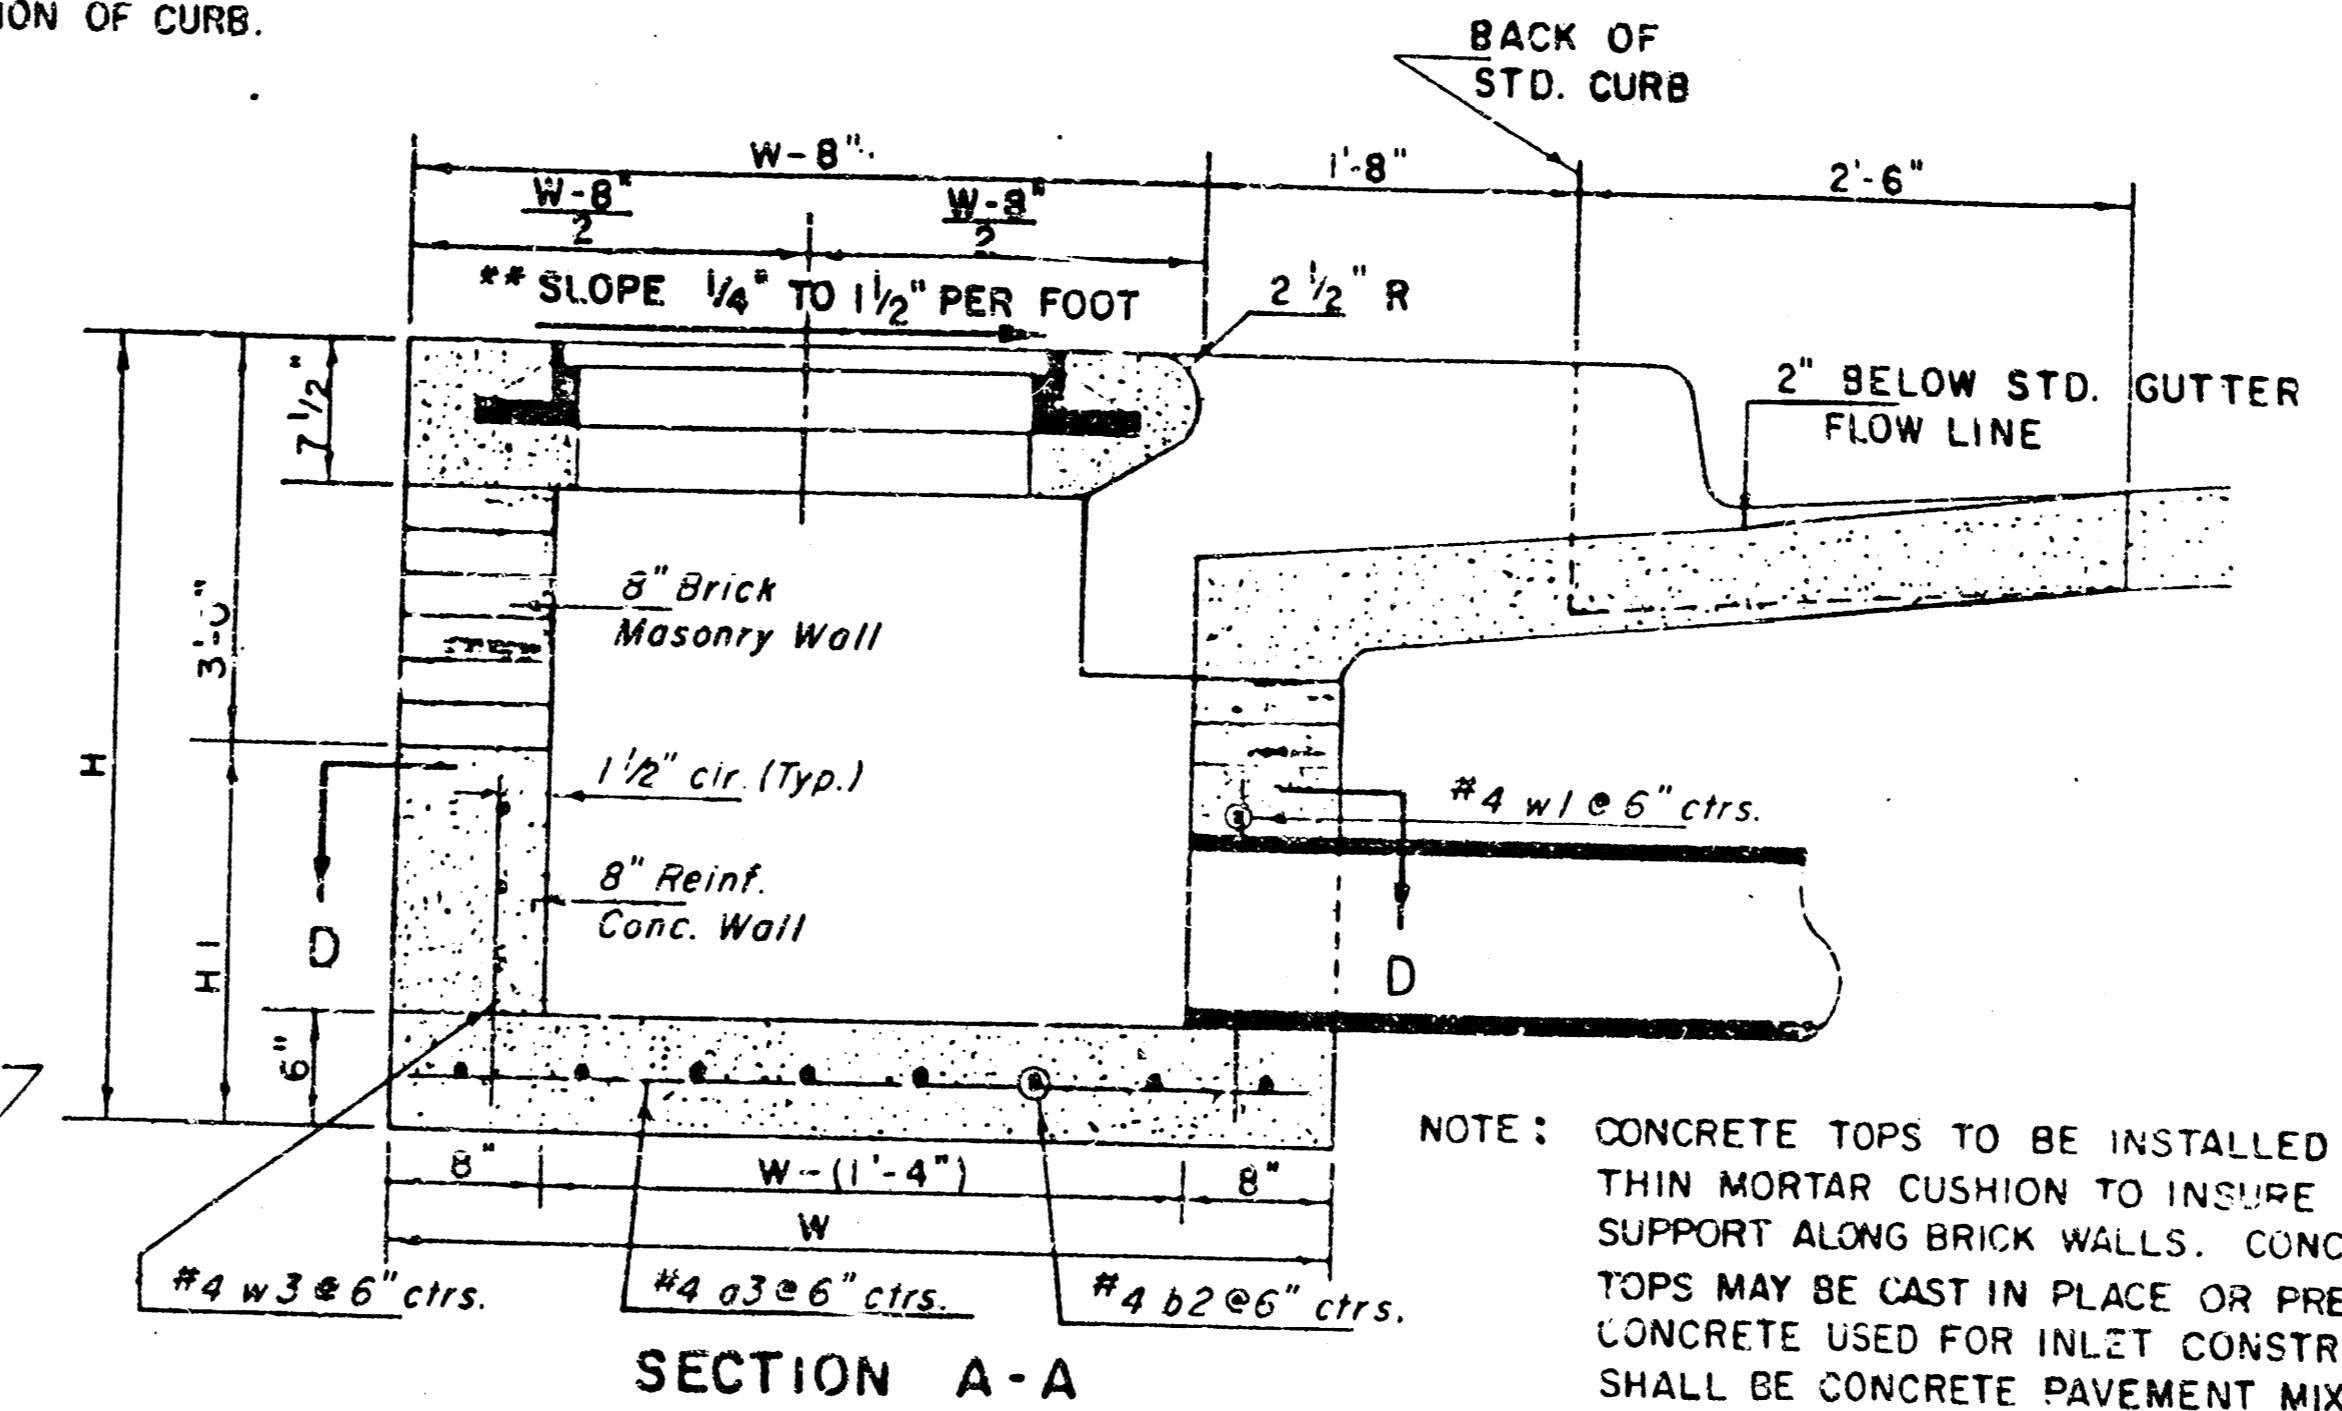 ION OF CURB.
BACK OF
STD. CURB
W-8"
1'-8"
2'-6"
W-8"
2
W-8"
2
** SLOPE 1/4" TO 1 1/2" PER FOOT
2 1/2" R
7 1/2"
2" BELOW STD. GUTTER
FLOW LINE
8" Brick
Masonry Wall
3'-0"
H
1 1/2" clr. (Typ.)
#4 w1 @ 6" ctrs.
8" Reinf.
Conc. Wall
D
D
H1
6"
8"
W-(1'-4")
8"
W
#4 w3 @ 6" ctrs.
#4 a3 @ 6" ctrs.
#4 b2 @ 6" ctrs.
SECTION A-A
NOTE: CONCRETE TOPS TO BE INSTALLED
THIN MORTAR CUSHION TO INSURE
SUPPORT ALONG BRICK WALLS. CONC
TOPS MAY BE CAST IN PLACE OR PRE
CONCRETE USED FOR INLET CONSTR
SHALL BE CONCRETE PAVEMENT MIX